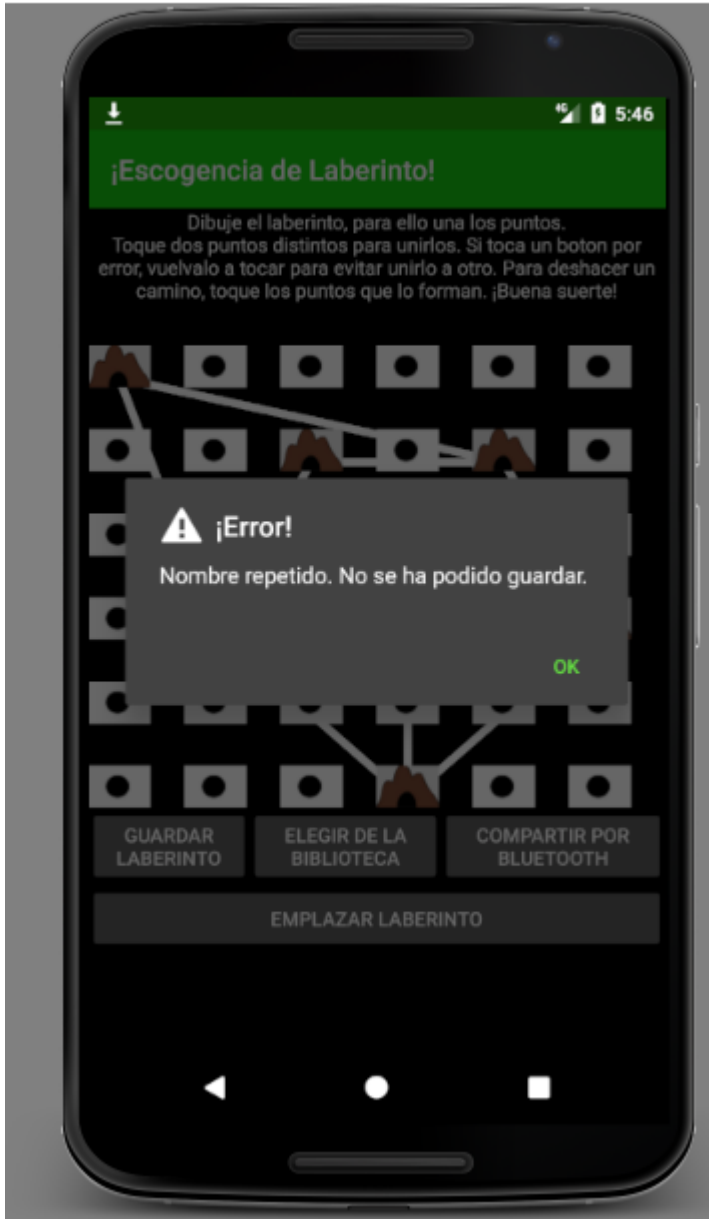 4G 5:46
¡Escogencia de Laberinto!
Dibuje el laberinto, para ello una los puntos.
Toque dos puntos distintos para unirlos. Si toca un boton por
error, vuelvalo a tocar para evitar unirlo a otro. Para deshacer un
camino, toque los puntos que lo forman. ¡Buena suerte!
¡Error!
Nombre repetido. No se ha podido guardar.
OK
GUARDAR
LABERINTO
ELEGIR DE LA
BIBLIOTECA
COMPARTIR POR
BLUETOOTH
EMPLAZAR LABERINTO